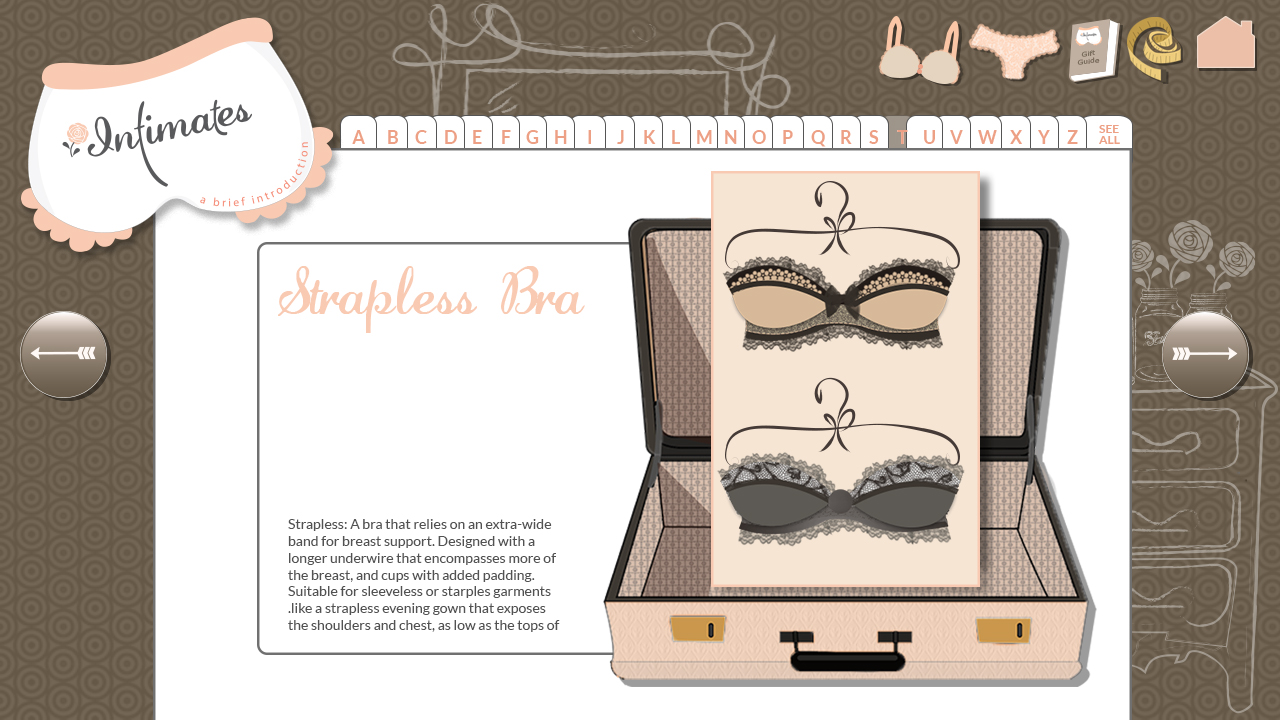 Intimates
a brief introduction
Intimates
Gift
Guide
A B C D E F G H I J K L M N O P Q R S T U V W X Y Z SEE ALL
Strapless Bra
Strapless: A bra that relies on an extra-wide
band for breast support. Designed with a
longer underwire that encompasses more of
the breast, and cups with added padding.
Suitable for sleeveless or starples garments
.like a strapless evening gown that exposes
the shoulders and chest, as low as the tops of